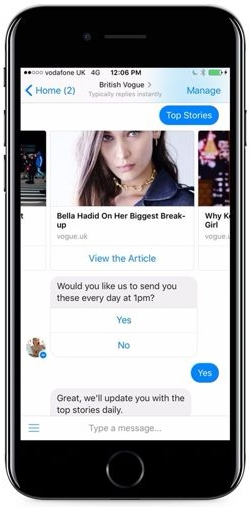 vodafone UK 4G 12:06 PM
Home (2) British Vogue Manage
Typically replies instantly
Top Stories
t
Bella Hadid On Her Biggest Break-
up
vogue.uk
View the Article
Why K
Girl
vogue.u
Would you like us to send you
these every day at 1pm?
Yes
No
Yes
Great, we'll update you with the
top stories daily.
Type a message...